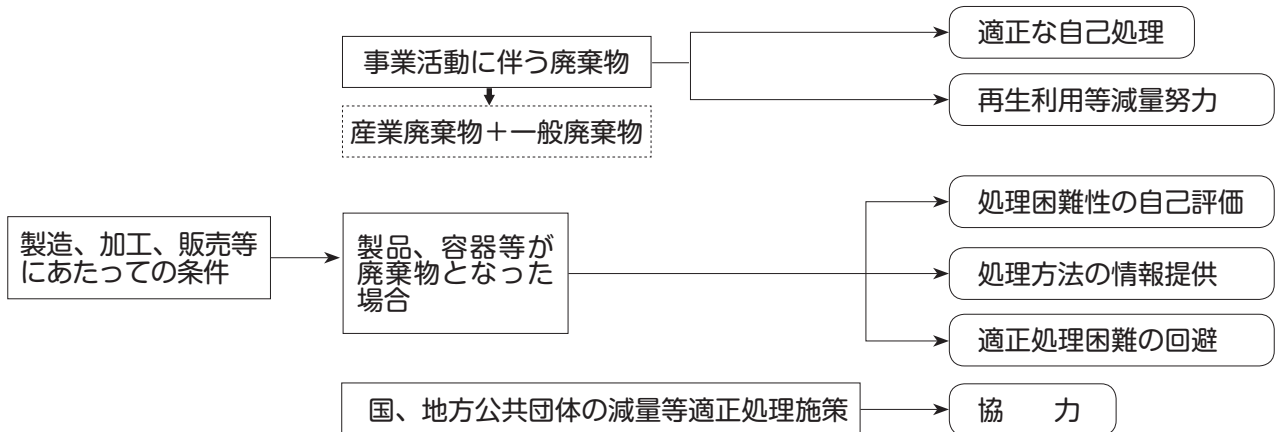 事業活動に伴う廃棄物
産業廃棄物＋一般廃棄物
適正な自己処理
再生利用等減量努力
製造、加工、販売等
にあたっての条件
製品、容器等が
廃棄物となった
場合
処理困難性の自己評価
処理方法の情報提供
適正処理困難の回避
国、地方公共団体の減量等適正処理施策
協　力